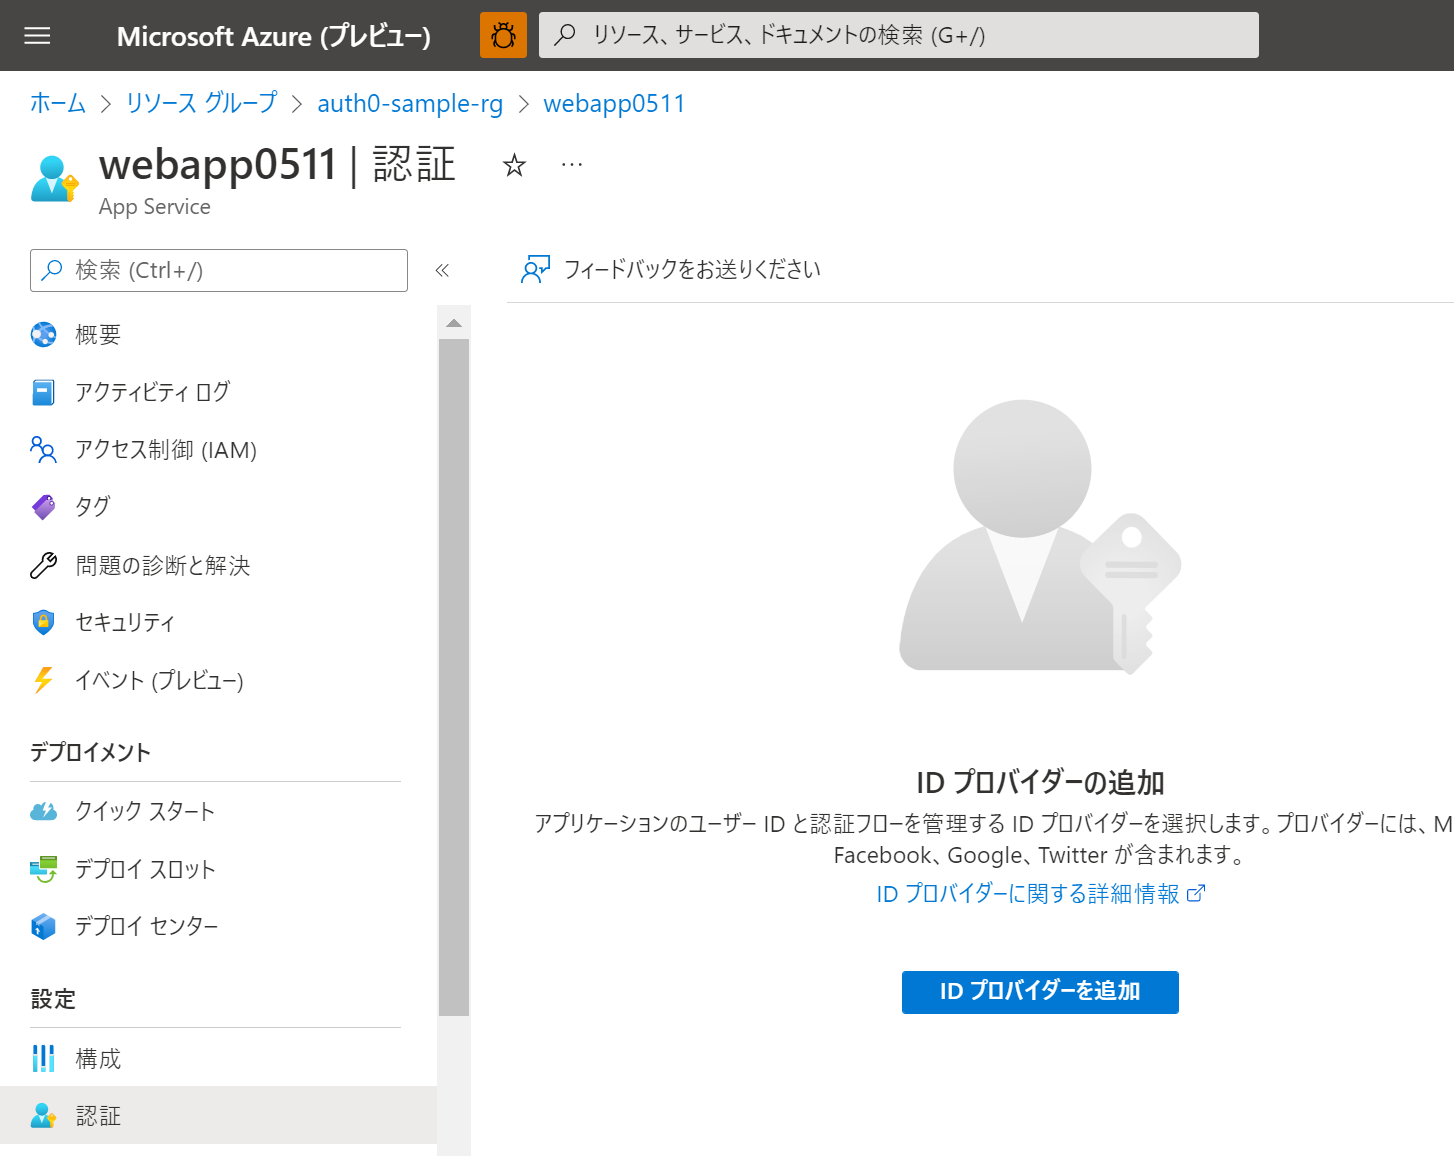 Microsoft Azure (プレビュー)
リソース、サービス、ドキュメントの検索 (G+/)
ホーム > リソース グループ > auth0-sample-rg > webapp0511
webapp0511 | 認証
App Service
検索 (Ctrl+/)
概要
アクティビティ ログ
アクセス制御 (IAM)
タグ
問題の診断と解決
セキュリティ
イベント (プレビュー)
デプロイメント
クイック スタート
デプロイ スロット
デプロイ センター
設定
構成
認証
フィードバックをお送りください
ID プロバイダーの追加
アプリケーションのユーザー ID と認証フローを管理する ID プロバイダーを選択します。プロバイダーには、M
Facebook、Google、Twitter が含まれます。
ID プロバイダーに関する詳細情報
ID プロバイダーを追加